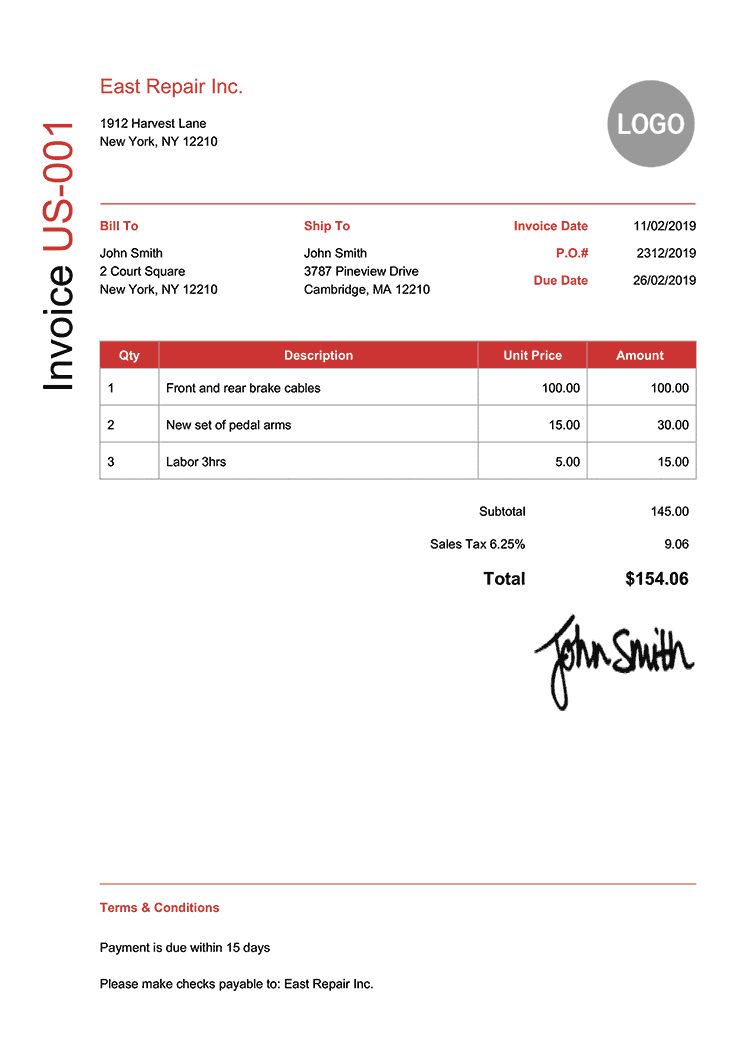 Invoice US-001
East Repair Inc.
1912 Harvest Lane
New York, NY 12210
LOGO
Bill To
John Smith
2 Court Square
New York, NY 12210
Ship To
John Smith
3787 Pineview Drive
Cambridge, MA 12210
Invoice Date 11/02/2019
P.O.# 2312/2019
Due Date 26/02/2019
Qty Description Unit Price Amount
1 Front and rear brake cables 100.00 100.00
2 New set of pedal arms 15.00 30.00
3 Labor 3hrs 5.00 15.00
Subtotal 145.00
Sales Tax 6.25% 9.06
Total $154.06
John Smith
Terms & Conditions
Payment is due within 15 days
Please make checks payable to: East Repair Inc.